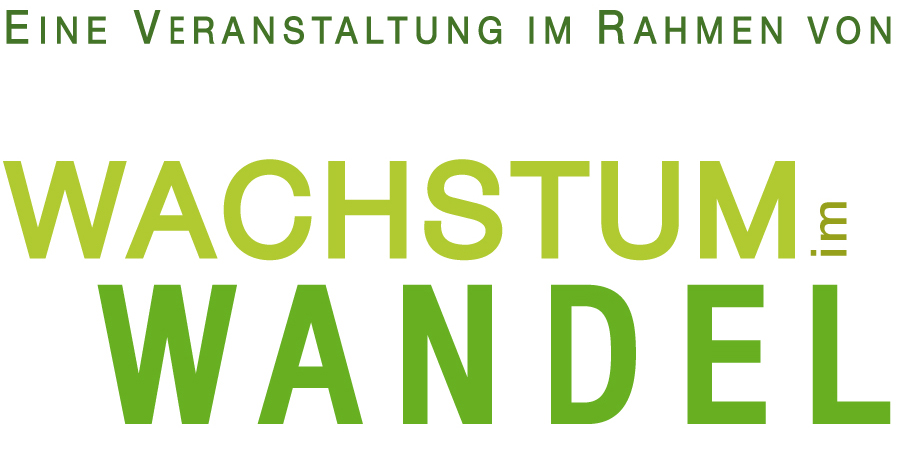 EINE VERANSTALTUNG IM RAHMEN VON
WACHSTUM im
WANDEL